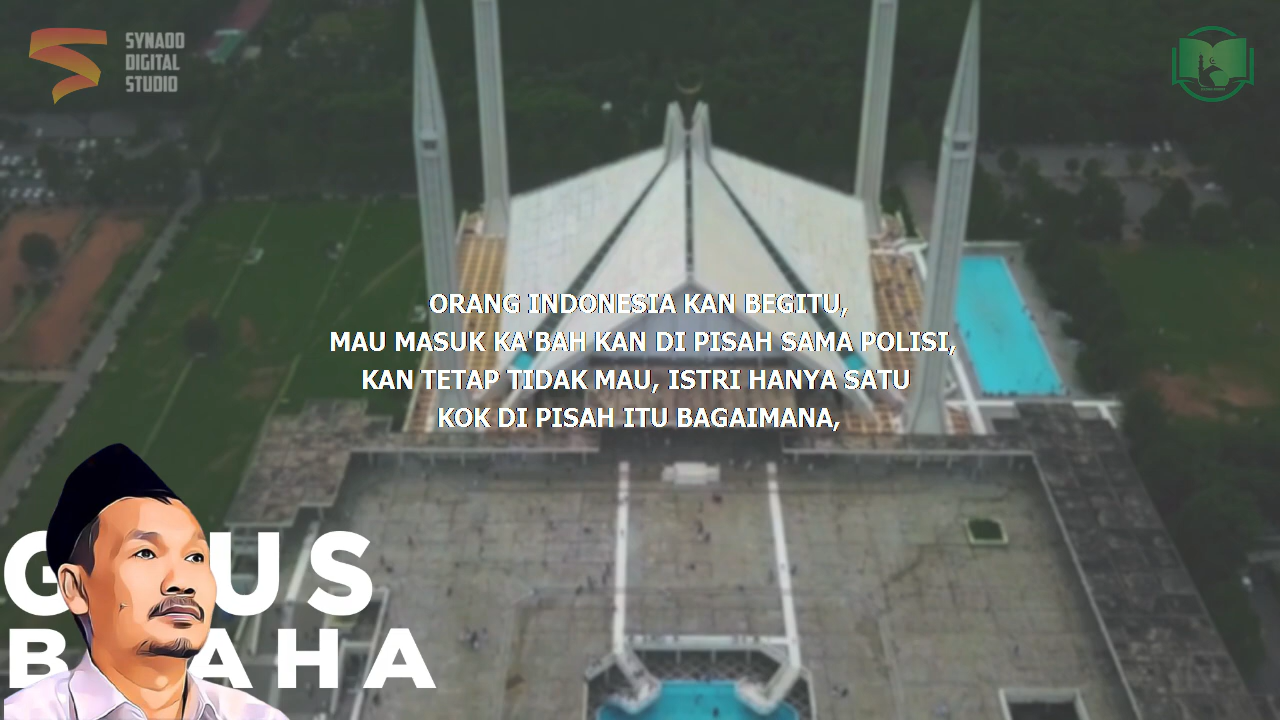 SYNADO
DIGITAL
STUDIO
ORANG INDONESIA KAN BEGITU,
MAU MASUK KA'BAH KAN DI PISAH SAMA POLISI,
KAN TETAP TIDAK MAU, ISTRI HANYA SATU
KOK DI PISAH ITU BAGAIMANA,
GUS
BAHA